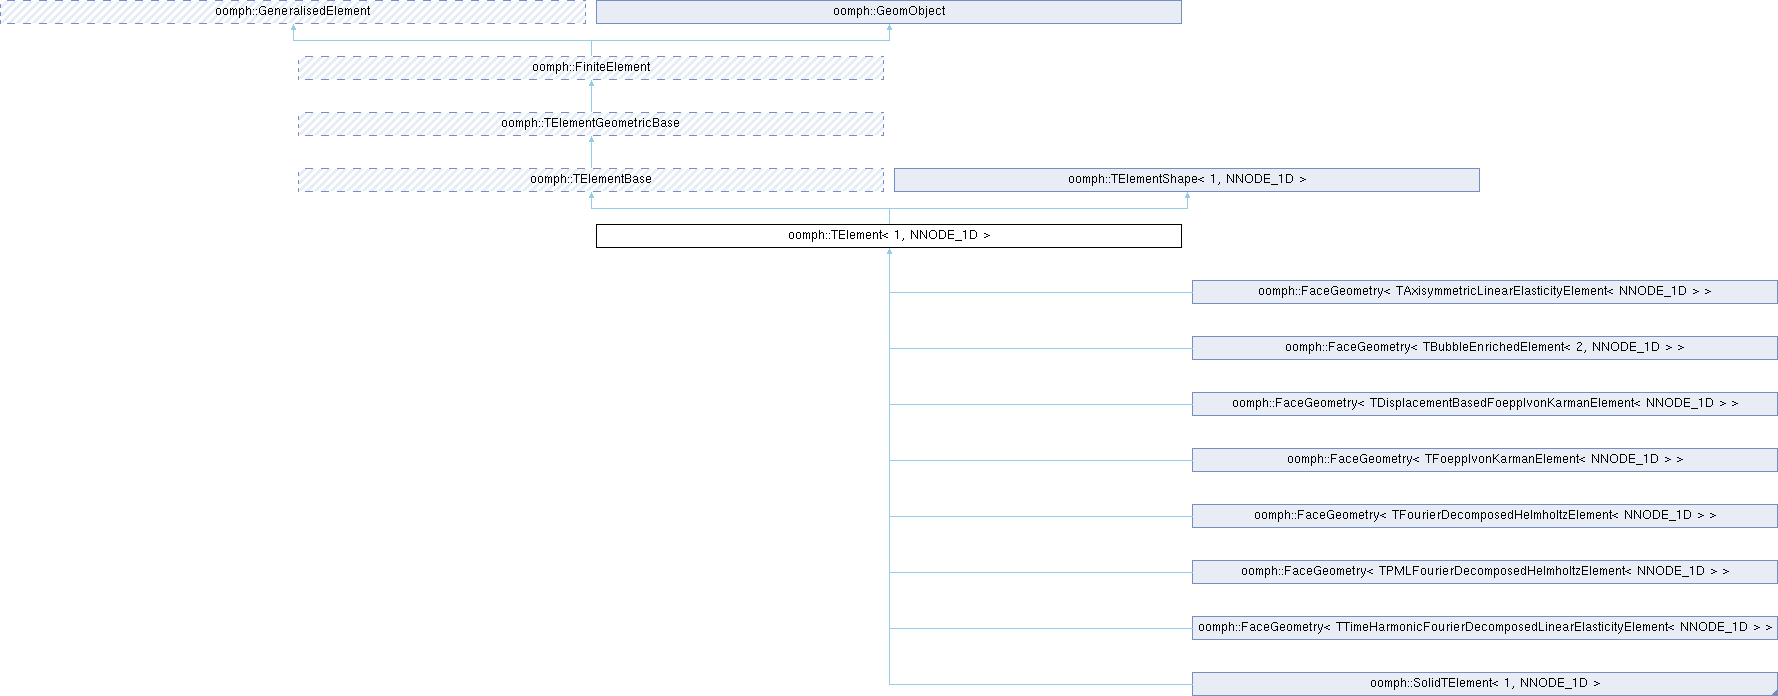 oomph::GeneralisedElement
oomph::GeomObject
oomph::FiniteElement
oomph::TElementGeometricBase
oomph::TElementBase
oomph::TElementShape< 1, NNODE_1D >
oomph::TElement< 1, NNODE_1D >
oomph::FaceGeometry< TAxisymmetricLinearElasticityElement< NNODE_1D > >
oomph::FaceGeometry< TBubbleEnrichedElement< 2, NNODE_1D > >
oomph::FaceGeometry< TDisplacementBasedFoepplvonKarmanElement< NNODE_1D > >
oomph::FaceGeometry< TFoepplvonKarmanElement< NNODE_1D > >
oomph::FaceGeometry< TFourierDecomposedHelmholtzElement< NNODE_1D > >
oomph::FaceGeometry< TPMLFourierDecomposedHelmholtzElement< NNODE_1D > >
oomph::FaceGeometry< TTimeHarmonicFourierDecomposedLinearElasticityElement< NNODE_1D > >
oomph::SolidTElement< 1, NNODE_1D >